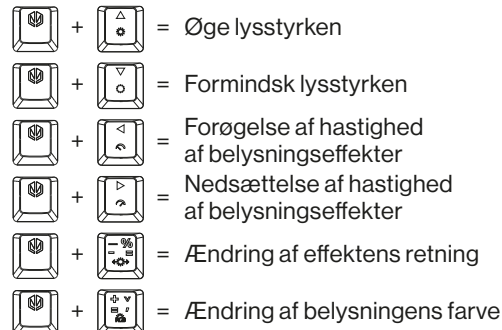 + = Øge lysstyrken
+ = Formindsk lysstyrken
+ = Forøgelse af hastighed
af belysningseffekter
+ = Nedsættelse af hastighed
af belysningseffekter
+ = Ændring af effektens retning
+ = Ændring af belysningens farve